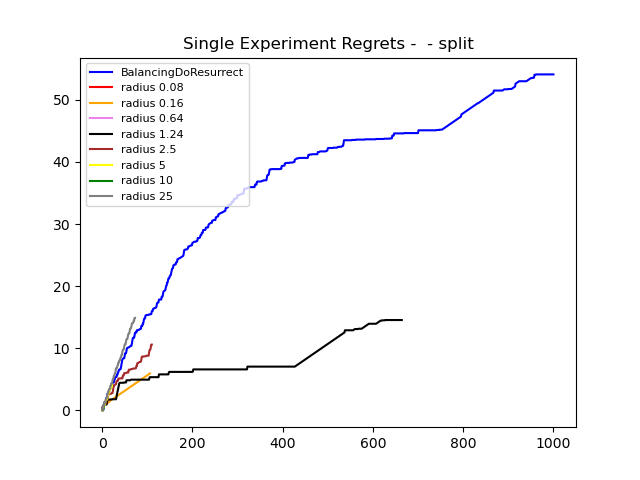 Single Experiment Regrets -  - split
BalancingDoResurrect
radius 0.08
radius 0.16
radius 0.64
radius 1.24
radius 2.5
radius 5
radius 10
radius 25
50
40
30
20
10
0
0 200 400 600 800 1000